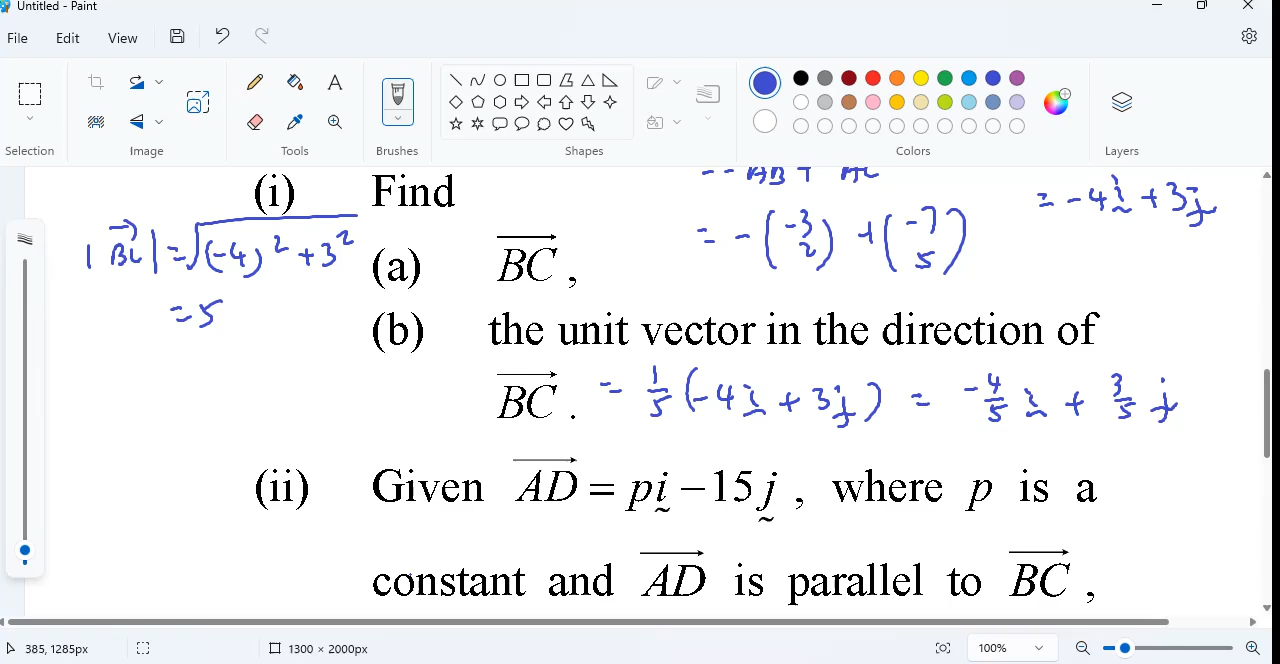 Untitled - Paint
File Edit View
Selection Image Tools Brushes Shapes Colors Layers
= -AB + AC
(i) Find
= -4i + 3j
|BC| = √(-4)² + 3²
= -(-3 2) + (-7 5)
(a) BC ,
= 5
(b) the unit vector in the direction of
BC . = 1/5 (-4i + 3j) = -4/5 i + 3/5 j
(ii) Given AD = pi − 15j , where p is a
constant and AD is parallel to BC ,
385, 1285px 1300 × 2000px 100%